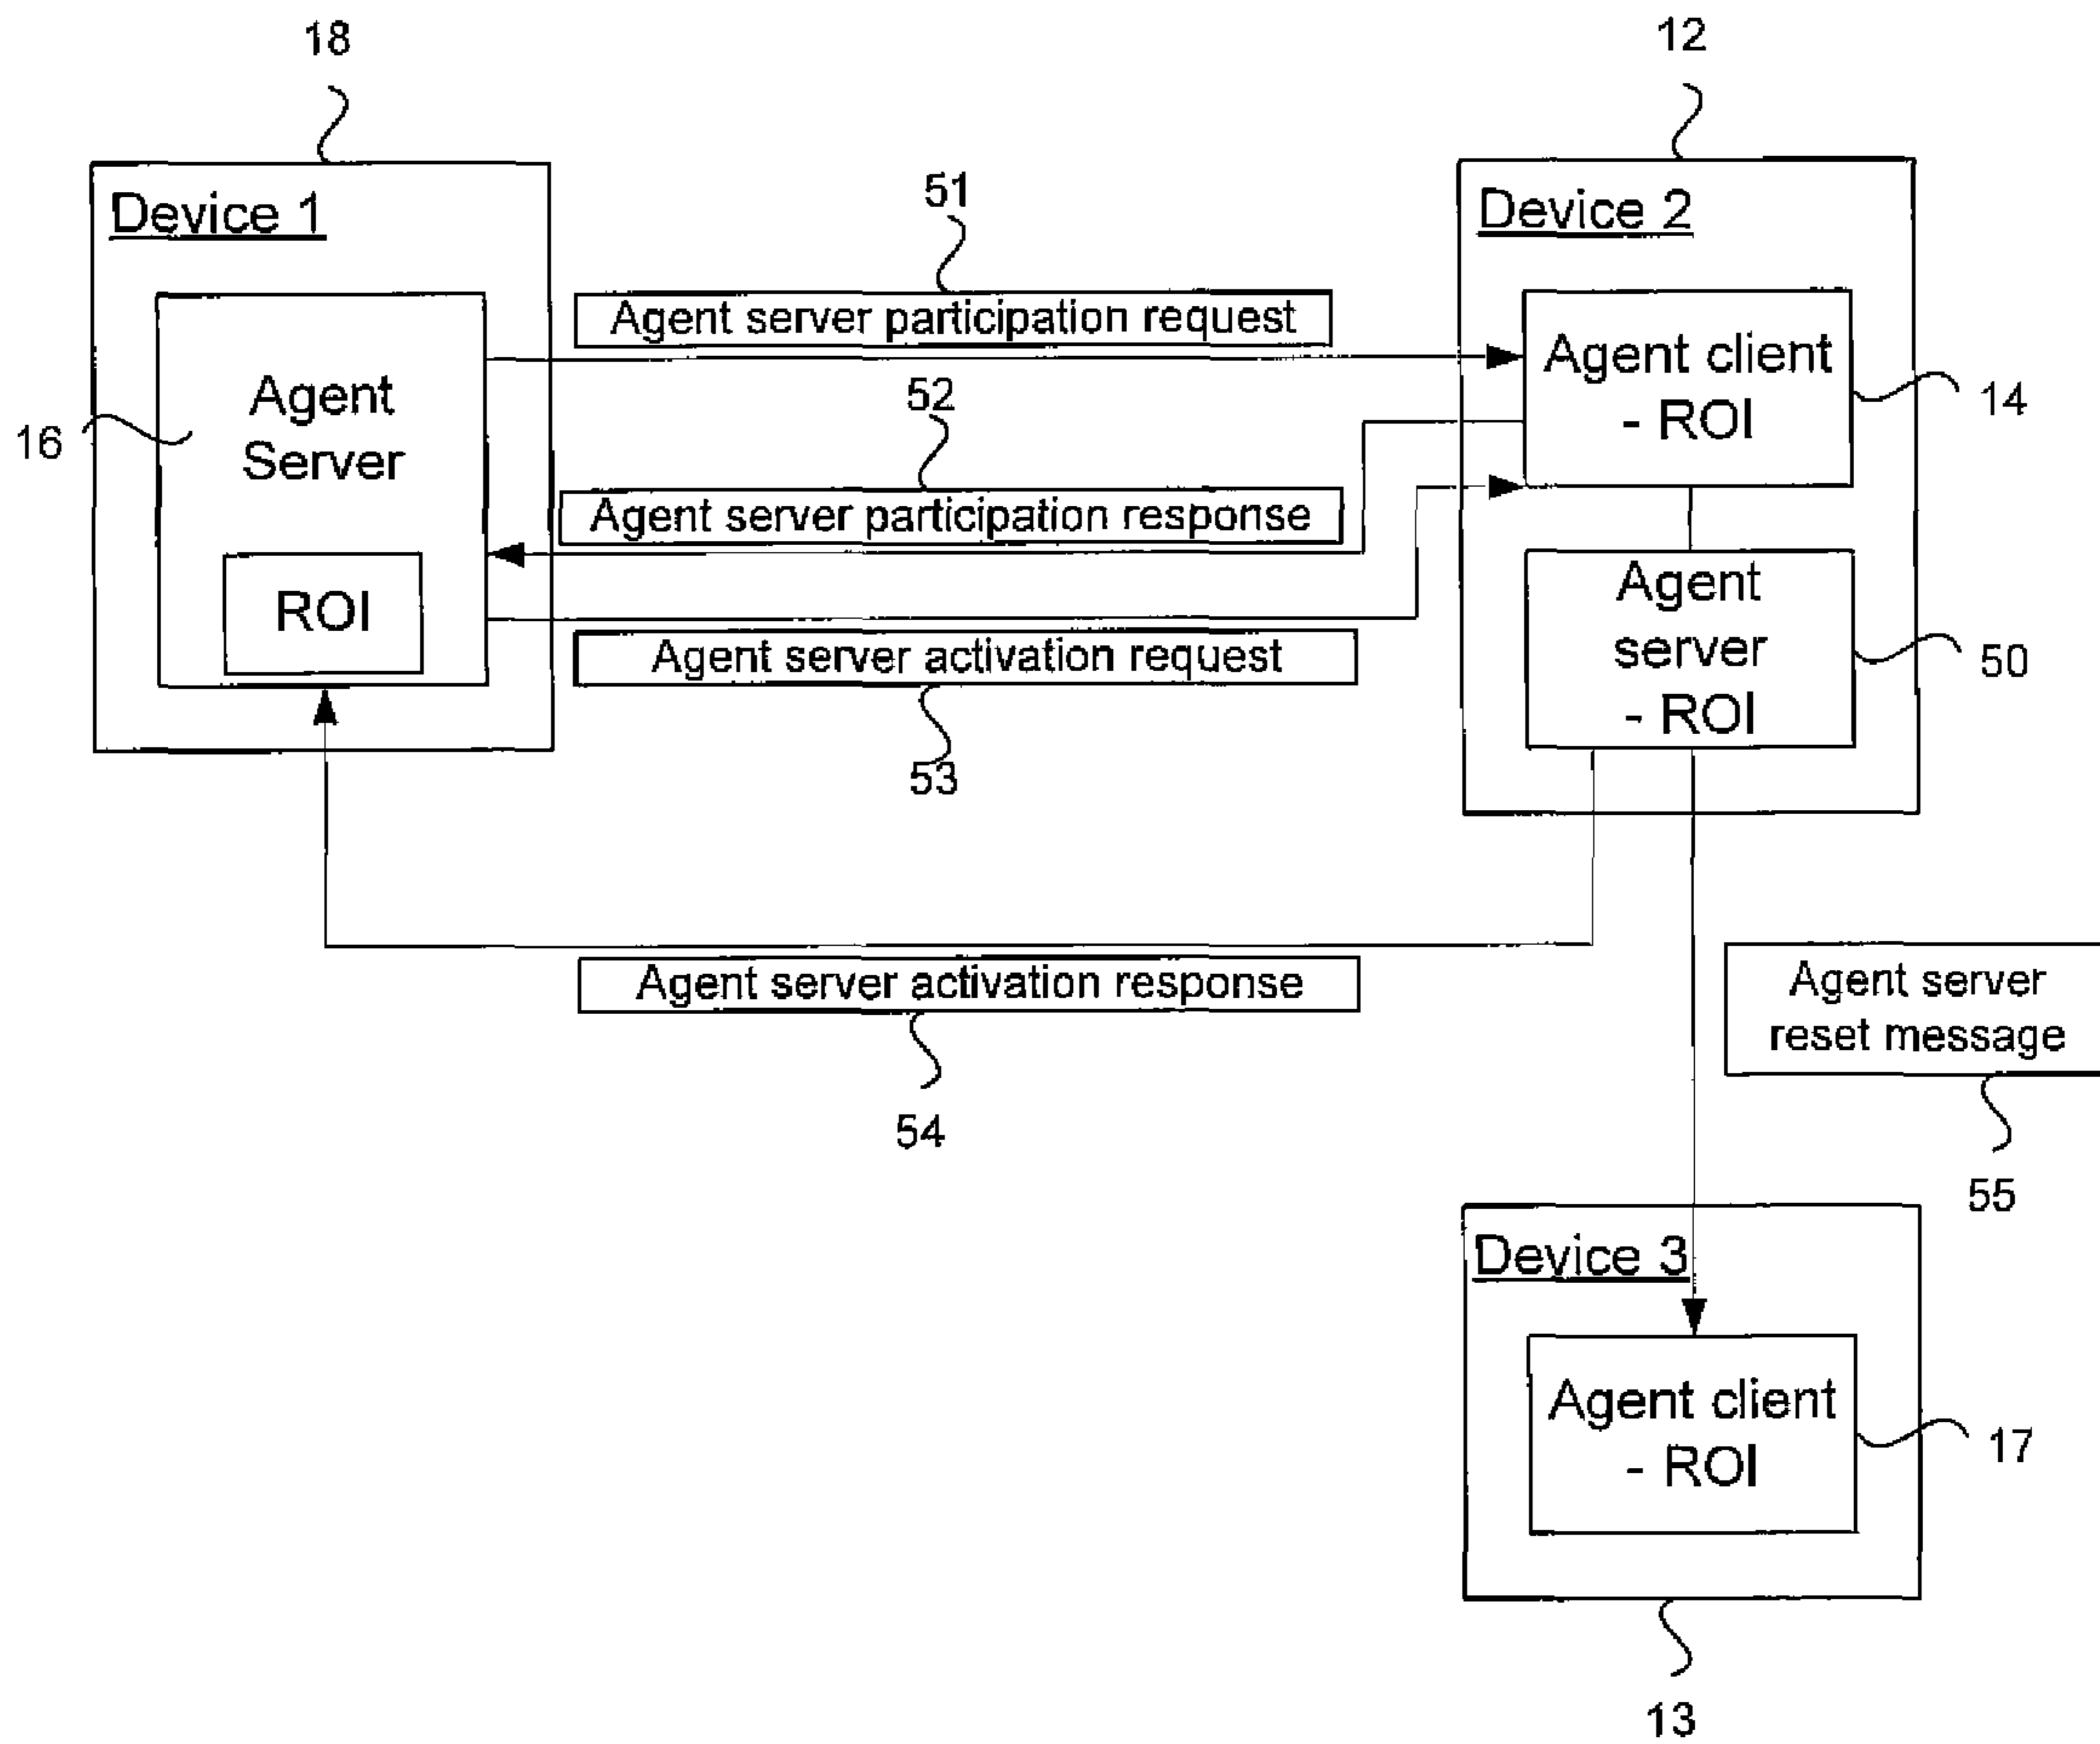 18
12
Device 1
51
Device 2
Agent server participation request
Agent client
- ROI
14
16
Agent
Server
52
Agent server participation response
ROI
Agent
server
- ROI
50
Agent server activation request
53
Agent server activation response
54
Agent server
reset message
55
Device 3
Agent client
- ROI
17
13